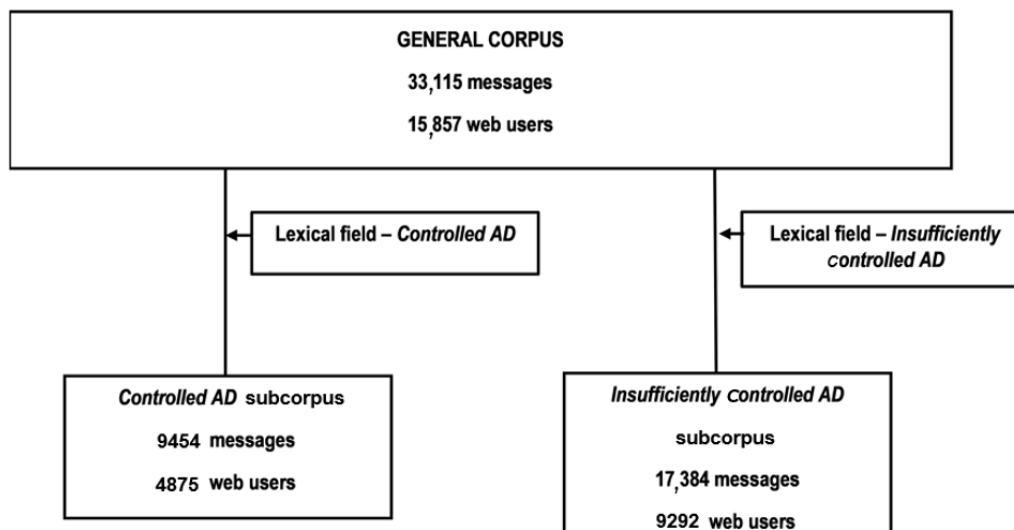 GENERAL CORPUS
33,115 messages
15,857 web users
Lexical field – Controlled AD
Lexical field – Insufficiently
controlled AD
Controlled AD subcorpus
9454 messages
4875 web users
Insufficiently controlled AD
subcorpus
17,384 messages
9292 web users